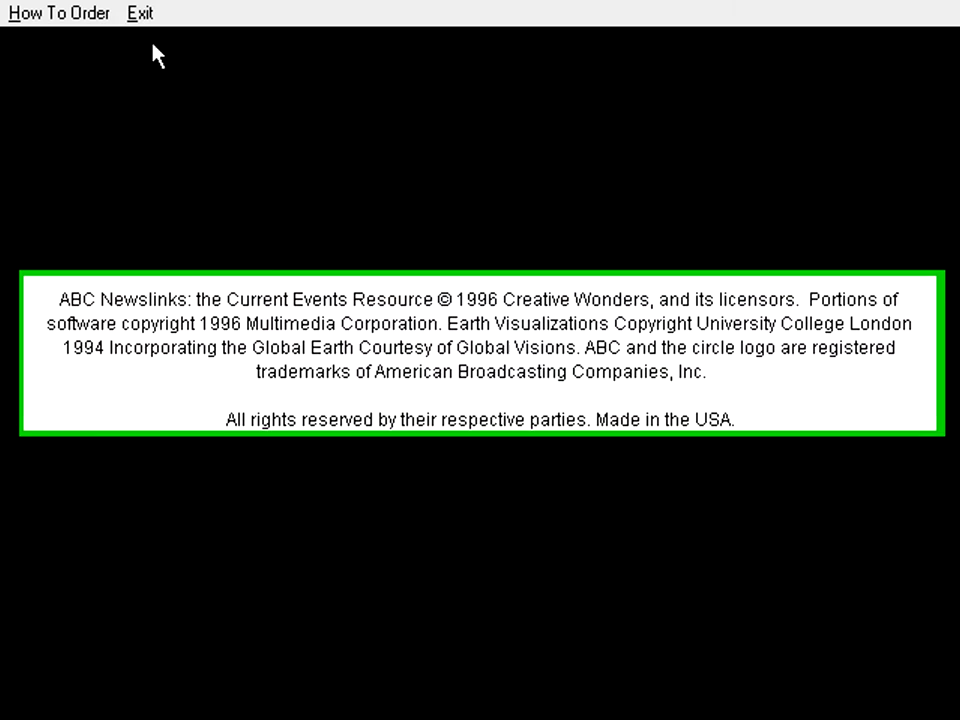 How To Order Exit
ABC Newslinks: the Current Events Resource © 1996 Creative Wonders, and its licensors.  Portions of
software copyright 1996 Multimedia Corporation. Earth Visualizations Copyright University College London
1994 Incorporating the Global Earth Courtesy of Global Visions. ABC and the circle logo are registered
trademarks of American Broadcasting Companies, Inc.
All rights reserved by their respective parties. Made in the USA.